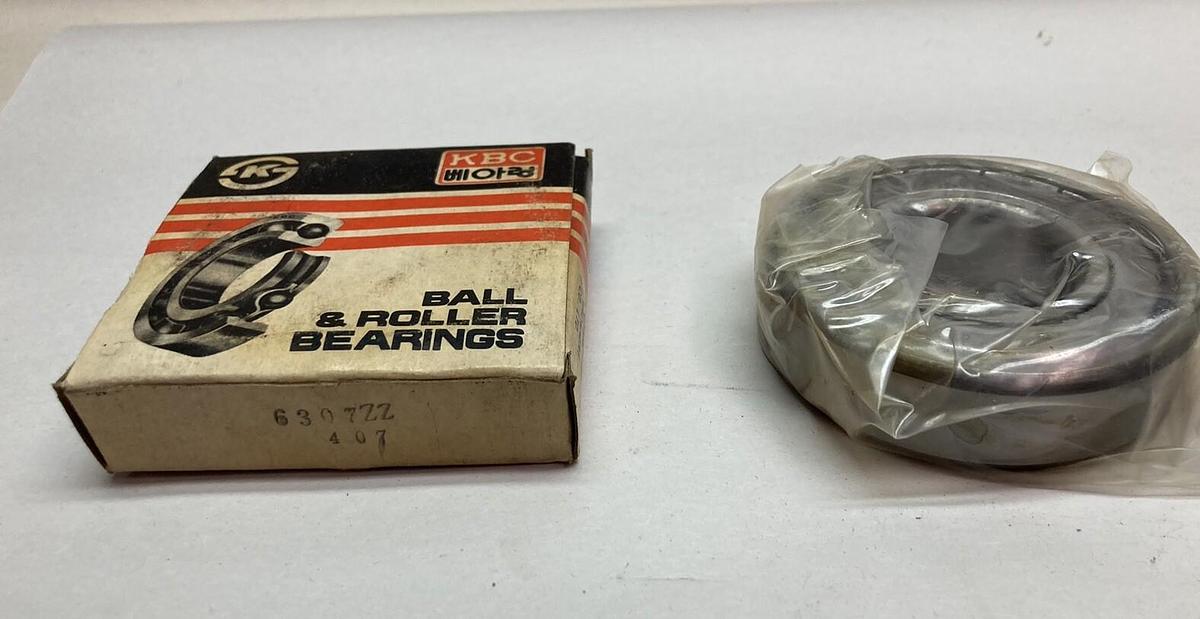 K
KBC
베아링
BALL
& ROLLER
BEARINGS
6307ZZ
407